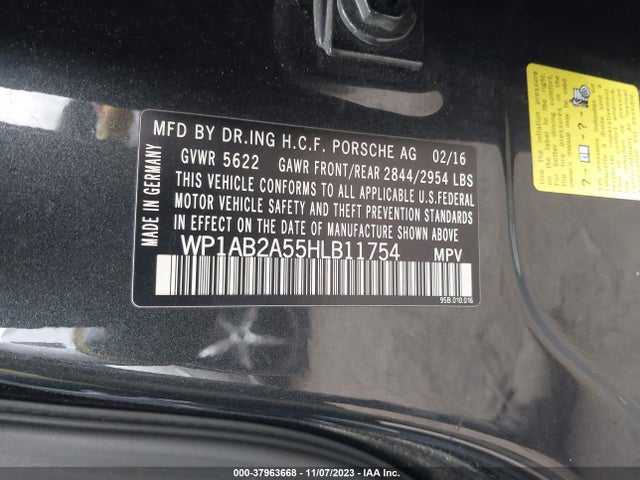 MFD BY DR.ING H.C.F. PORSCHE AG 02/16
GVWR 5622 GAWR FRONT/REAR 2844/2954 LBS
THIS VEHICLE CONFORMS TO ALL APPLICABLE U.S.FEDERAL
MOTOR VEHICLE SAFETY AND THEFT PREVENTION STANDARDS
IN EFFECT ON THE DATE OF MANUFACTURE SHOWN ABOVE.
WP1AB2A55HLB11754 MPV
95B.010.016
MADE IN GERMANY
000-37963668 - 11/07/2023 - IAA Inc.